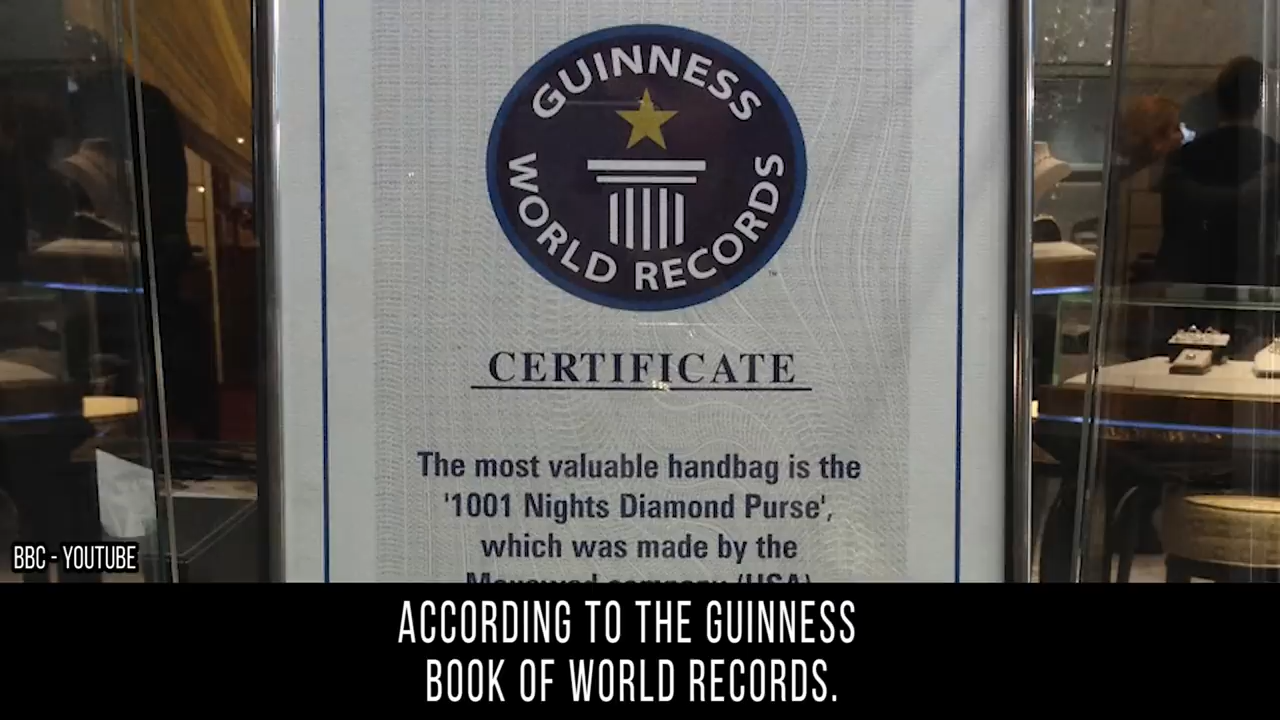 GUINNESS
WORLD RECORDS
™
CERTIFICATE
The most valuable handbag is the
'1001 Nights Diamond Purse',
which was made by the
BBC - YOUTUBE
ACCORDING TO THE GUINNESS
BOOK OF WORLD RECORDS.